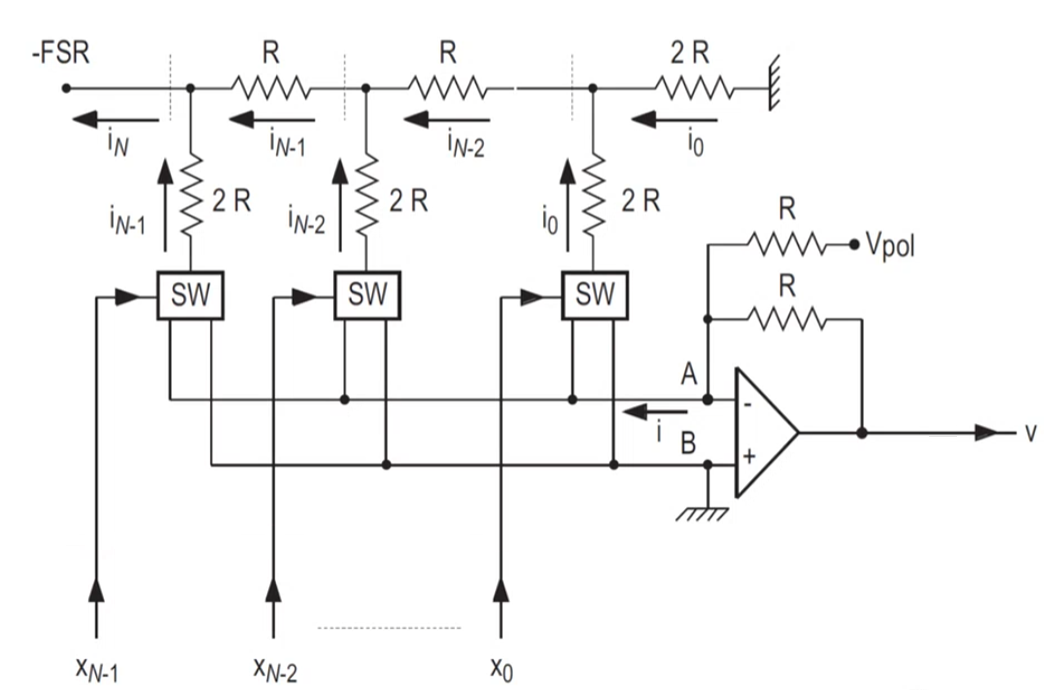 -FSR
R
R
2 R
iN
iN-1
iN-2
i0
iN-1
2 R
iN-2
2 R
i0
2 R
R
Vpol
R
SW
SW
SW
A
-
i
B
+
v
xN-1
xN-2
x0